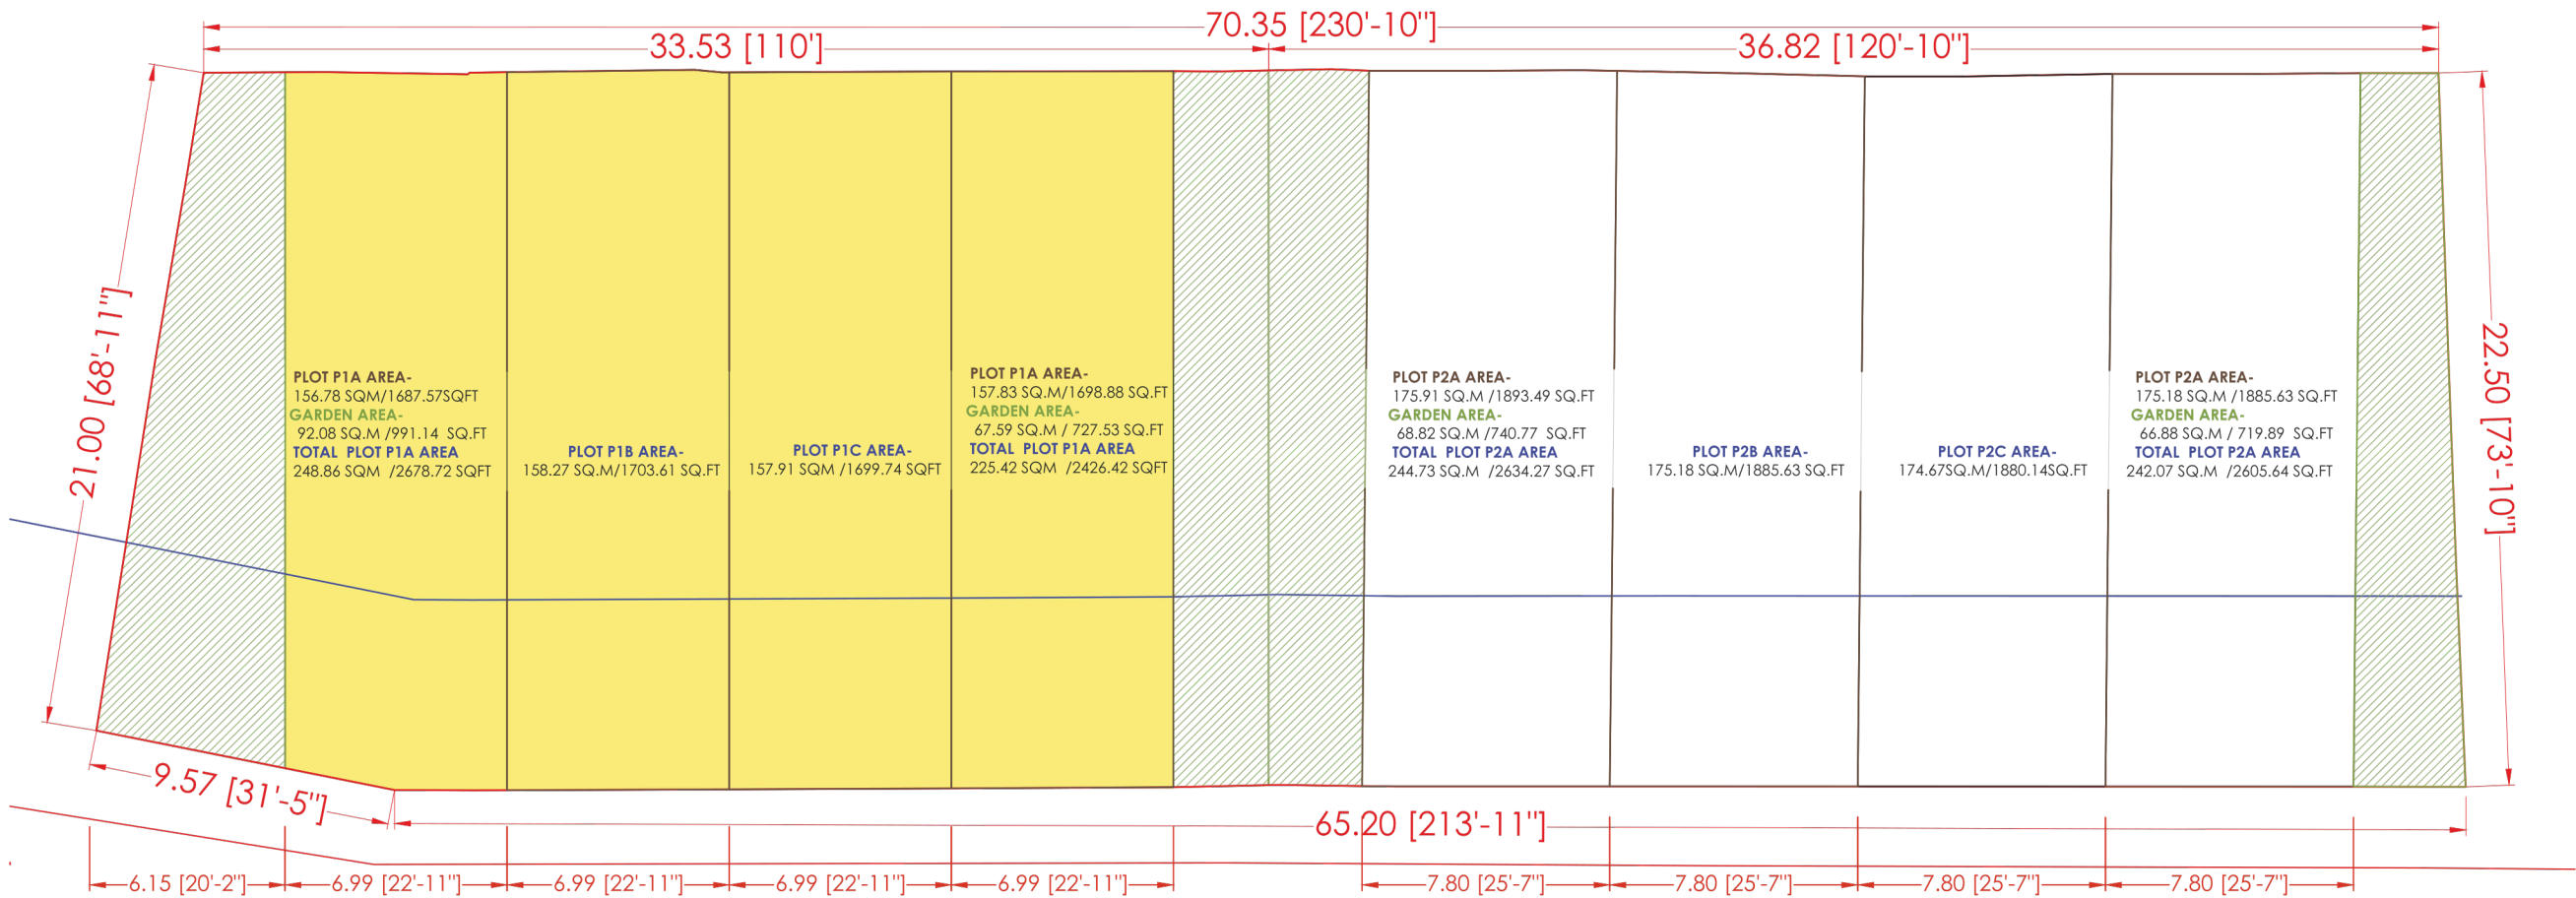 70.35 [230'-10"]
33.53 [110']
36.82 [120'-10"]
21.00 [68'-11"]
PLOT P1A AREA-
156.78 SQM/1687.57SQFT
GARDEN AREA-
92.08 SQ.M /991.14 SQ.FT
TOTAL PLOT P1A AREA
248.86 SQM /2678.72 SQFT
PLOT P1B AREA-
158.27 SQ.M/1703.61 SQ.FT
PLOT P1C AREA-
157.91 SQM /1699.74 SQFT
PLOT P1A AREA-
157.83 SQ.M/1698.88 SQ.FT
GARDEN AREA-
67.59 SQ.M / 727.53 SQ.FT
TOTAL PLOT P1A AREA
225.42 SQM /2426.42 SQFT
PLOT P2A AREA-
175.91 SQ.M /1893.49 SQ.FT
GARDEN AREA-
68.82 SQ.M /740.77 SQ.FT
TOTAL PLOT P2A AREA
244.73 SQ.M /2634.27 SQ.FT
PLOT P2B AREA-
175.18 SQ.M/1885.63 SQ.FT
PLOT P2C AREA-
174.67SQ.M/1880.14SQ.FT
PLOT P2A AREA-
175.18 SQ.M/1885.63 SQ.FT
GARDEN AREA-
66.88 SQ.M / 719.89 SQ.FT
TOTAL PLOT P2A AREA
242.07 SQ.M /2605.64 SQ.FT
22.50 [73'-10"]
9.57 [31'-5"]
65.20 [213'-11"]
6.15 [20'-2"]
6.99 [22'-11"]
6.99 [22'-11"]
6.99 [22'-11"]
6.99 [22'-11"]
7.80 [25'-7"]
7.80 [25'-7"]
7.80 [25'-7"]
7.80 [25'-7"]